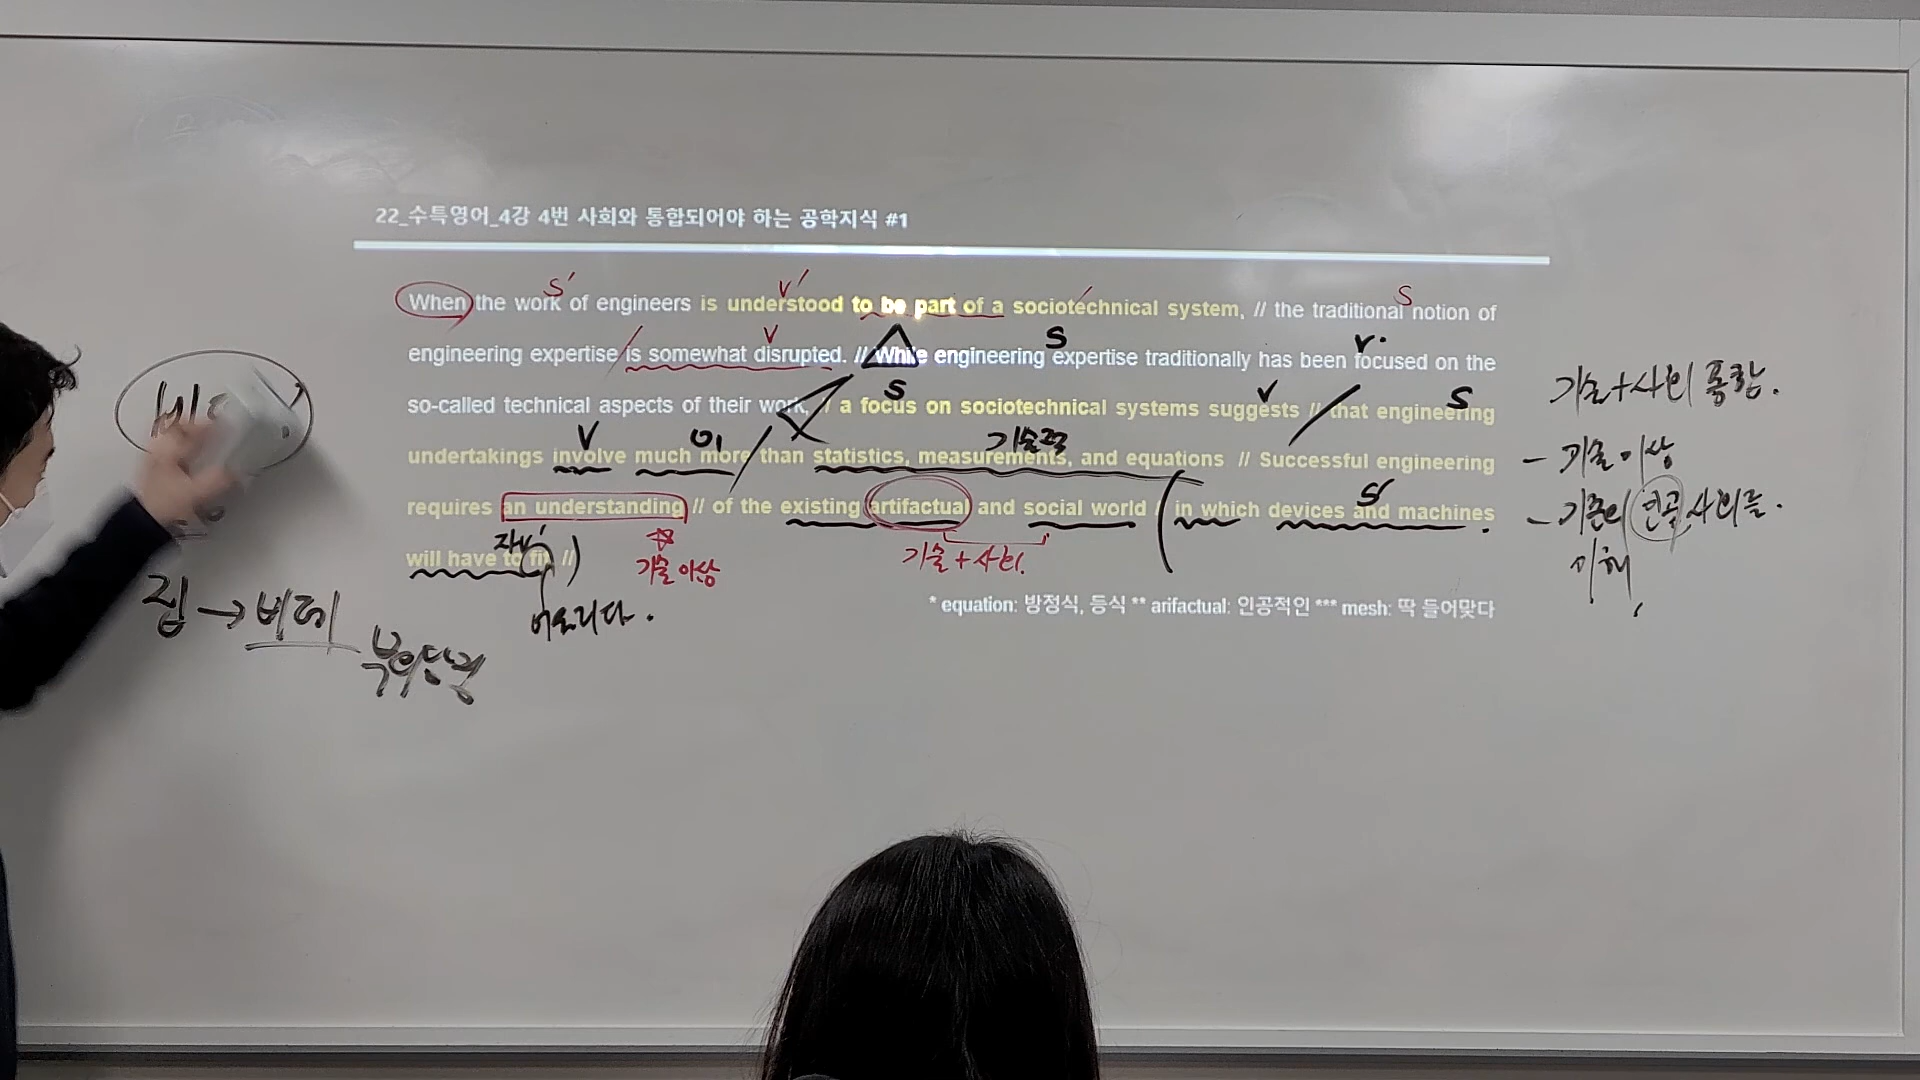 22_수특영어_4강 4번 사회와 통합되어야 하는 공학지식 #1
S' V' S
When the work of engineers is understood to be part of a sociotechnical system, // the traditional notion of
V S V
engineering expertise is somewhat disrupted. // While engineering expertise traditionally has been focused on the
S V S
so-called technical aspects of their work, // a focus on sociotechnical systems suggests // that engineering
V 기술적
undertakings involve much more than statistics, measurements, and equations // Successful engineering
S'
requires an understanding // of the existing artifactual and social world / in which devices and machines
will have to fit //
기술 이상
기술+사회.
어울리다.
* equation: 방정식, 등식 ** arifactual: 인공적인 *** mesh: 딱 들어맞다
기술+사회 통합.
- 기술 이상
- 기존의 인공 사회를.
이해
집 →